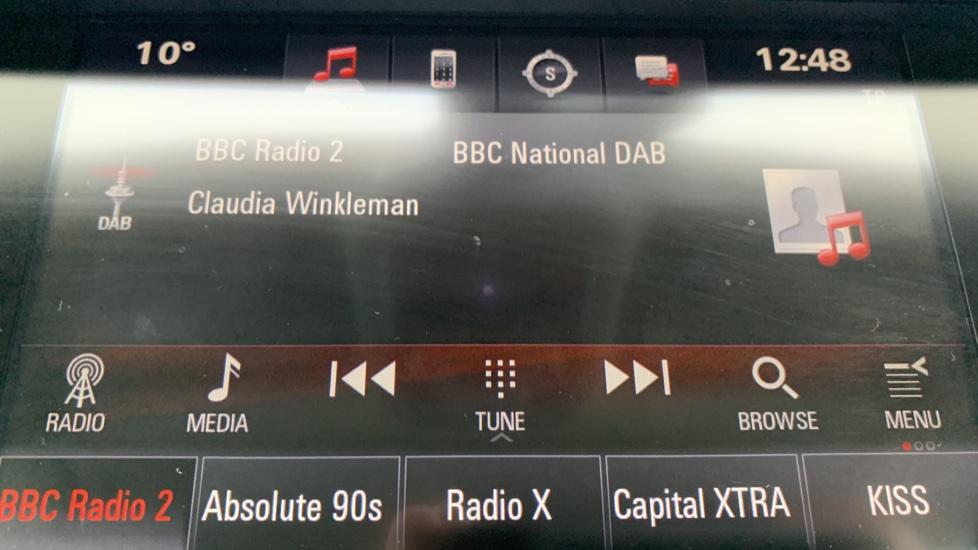 10° 12:48
S
TP
BBC Radio 2 BBC National DAB
DAB
Claudia Winkleman
RADIO MEDIA TUNE BROWSE MENU
BBC Radio 2 Absolute 90s Radio X Capital XTRA KISS